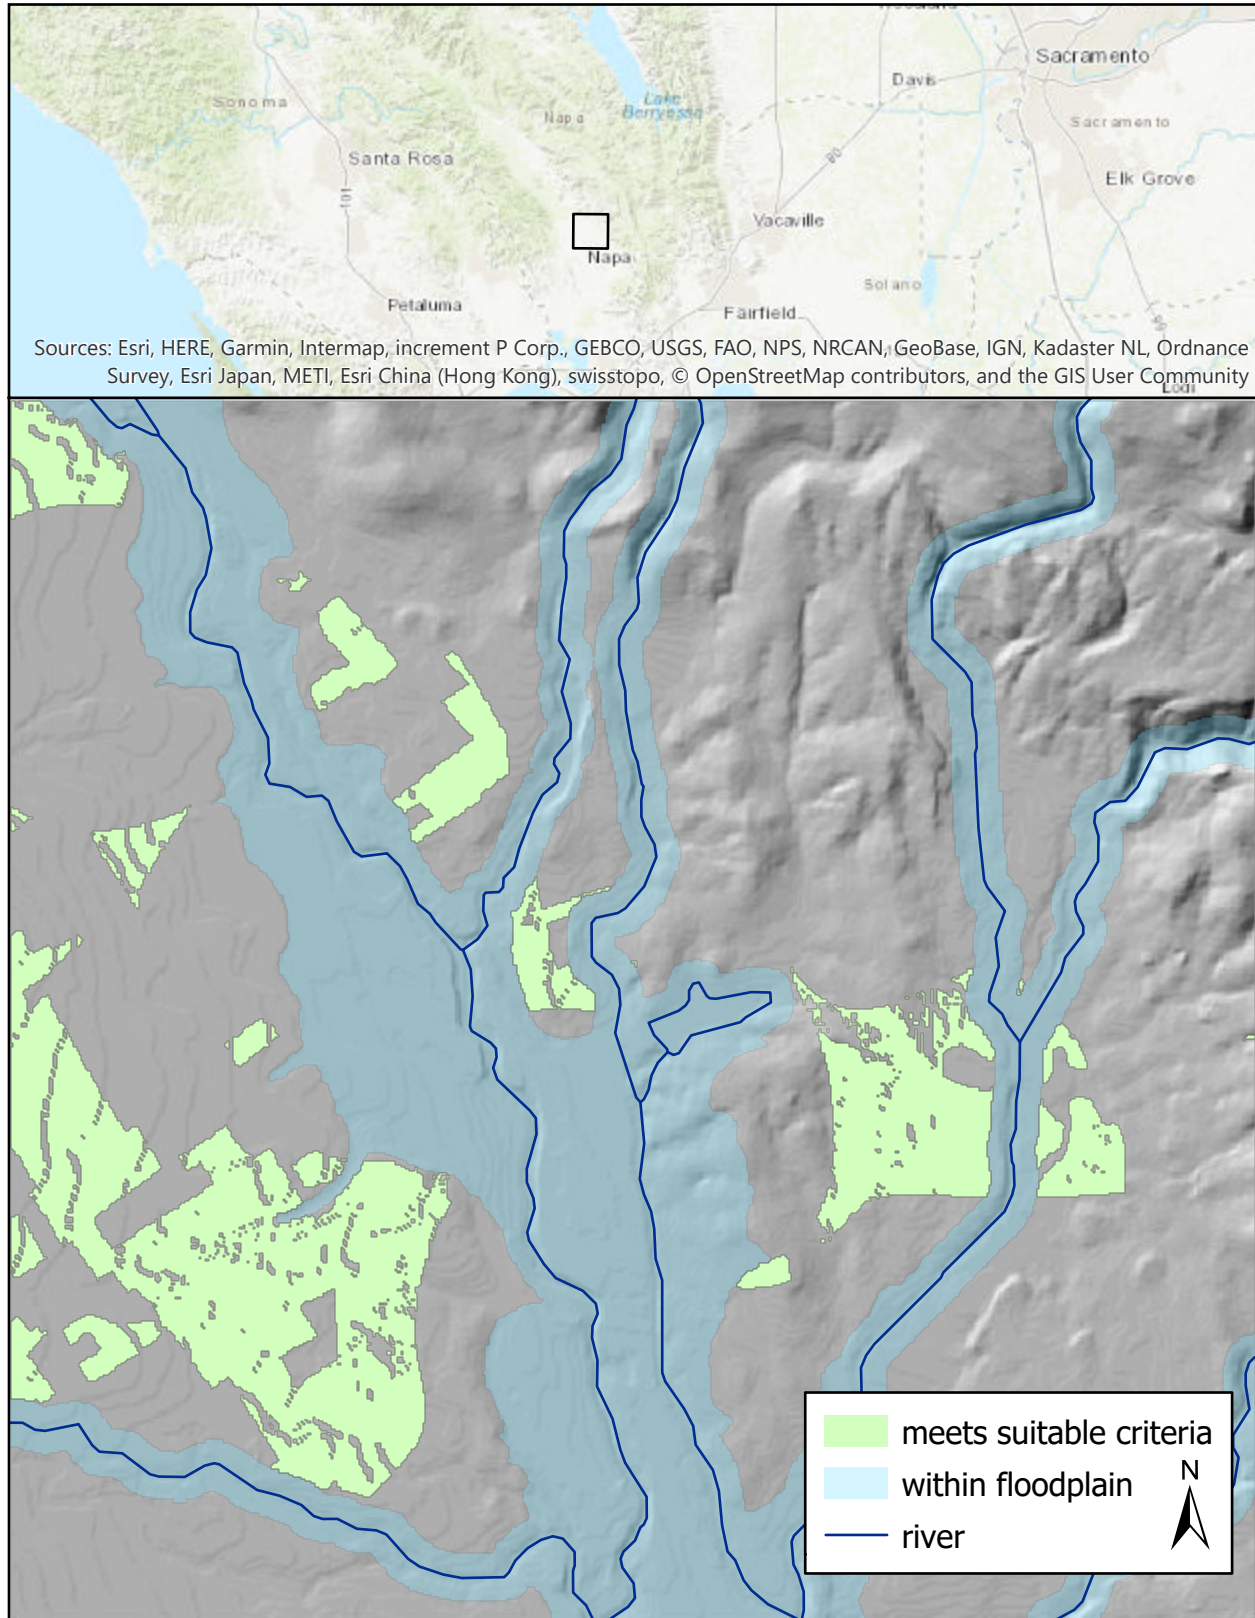 Sacramento
Davis
Sonoma
Lake
Berryessa
Napa
Sacramento
Santa Rosa
80
Elk Grove
101
Vacaville
Napa
Solano
Petaluma
Fairfield
Sources: Esri, HERE, Garmin, Intermap, increment P Corp., GEBCO, USGS, FAO, NPS, NRCAN, GeoBase, IGN, Kadaster NL, Ordnance
Survey, Esri Japan, METI, Esri China (Hong Kong), swisstopo, © OpenStreetMap contributors, and the GIS User Community
Lodi
meets suitable criteria
within floodplain
N
river